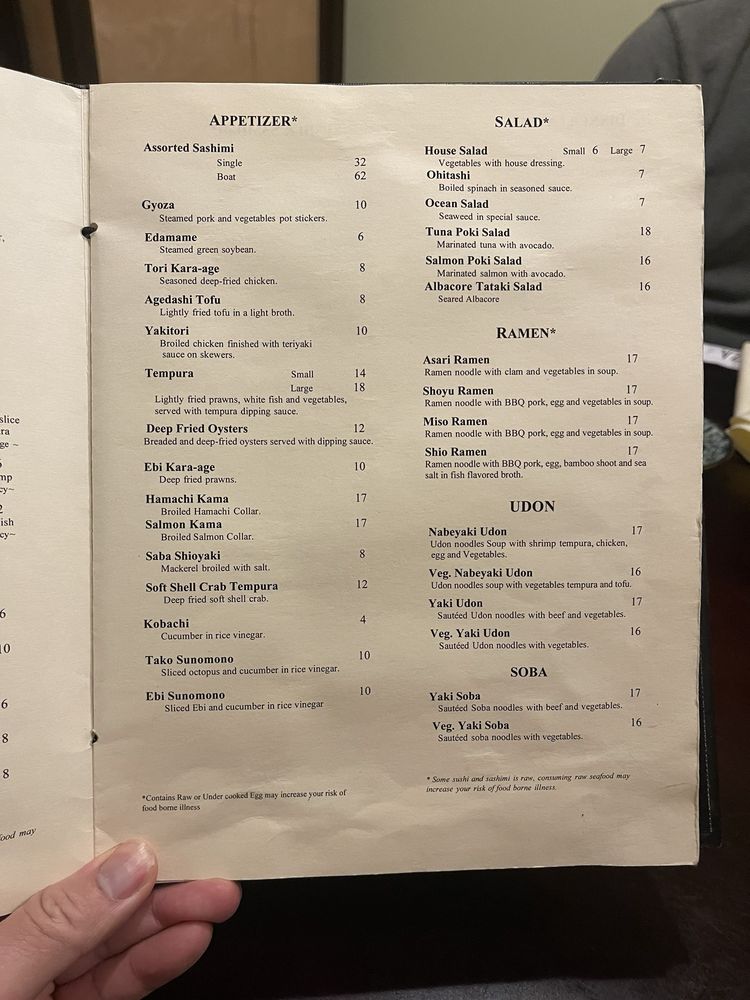 APPETIZER*
Assorted Sashimi
Single 32
Boat 62
Gyoza 10
Steamed pork and vegetables pot stickers.
Edamame 6
Steamed green soybean.
Tori Kara-age 8
Seasoned deep-fried chicken.
Agedashi Tofu 8
Lightly fried tofu in a light broth.
Yakitori 10
Broiled chicken finished with teriyaki
sauce on skewers.
Tempura Small 14
Large 18
Lightly fried prawns, white fish and vegetables,
served with tempura dipping sauce.
Deep Fried Oysters 12
Breaded and deep-fried oysters served with dipping sauce.
Ebi Kara-age 10
Deep fried prawns.
Hamachi Kama 17
Broiled Hamachi Collar.
Salmon Kama 17
Broiled Salmon Collar.
Saba Shioyaki 8
Mackerel broiled with salt.
Soft Shell Crab Tempura 12
Deep fried soft shell crab.
Kobachi 4
Cucumber in rice vinegar.
Tako Sunomono 10
Sliced octopus and cucumber in rice vinegar.
Ebi Sunomono 10
Sliced Ebi and cucumber in rice vinegar
*Contains Raw or Under cooked Egg may increase your risk of
food borne illness
SALAD*
House Salad Small 6 Large 7
Vegetables with house dressing.
Ohitashi 7
Boiled spinach in seasoned sauce.
Ocean Salad 7
Seaweed in special sauce.
Tuna Poki Salad 18
Marinated tuna with avocado.
Salmon Poki Salad 16
Marinated salmon with avocado.
Albacore Tataki Salad 16
Seared Albacore
RAMEN*
Asari Ramen 17
Ramen noodle with clam and vegetables in soup.
Shoyu Ramen 17
Ramen noodle with BBQ pork, egg and vegetables in soup.
Miso Ramen 17
Ramen noodle with BBQ pork, egg and vegetables in soup.
Shio Ramen 17
Ramen noodle with BBQ pork, egg, bamboo shoot and sea
salt in fish flavored broth.
UDON
Nabeyaki Udon 17
Udon noodles Soup with shrimp tempura, chicken,
egg and Vegetables.
Veg. Nabeyaki Udon 16
Udon noodles soup with vegetables tempura and tofu.
Yaki Udon 17
Sautéed Udon noodles with beef and vegetables.
Veg. Yaki Udon 16
Sautéed Udon noodles with vegetables.
SOBA
Yaki Soba 17
Sautéed Soba noodles with beef and vegetables.
Veg. Yaki Soba 16
Sautéed soba noodles with vegetables.
* Some sushi and sashimi is raw, consuming raw seafood may
increase your risk of food borne illness.
slice
6
10
6
8
8
food may